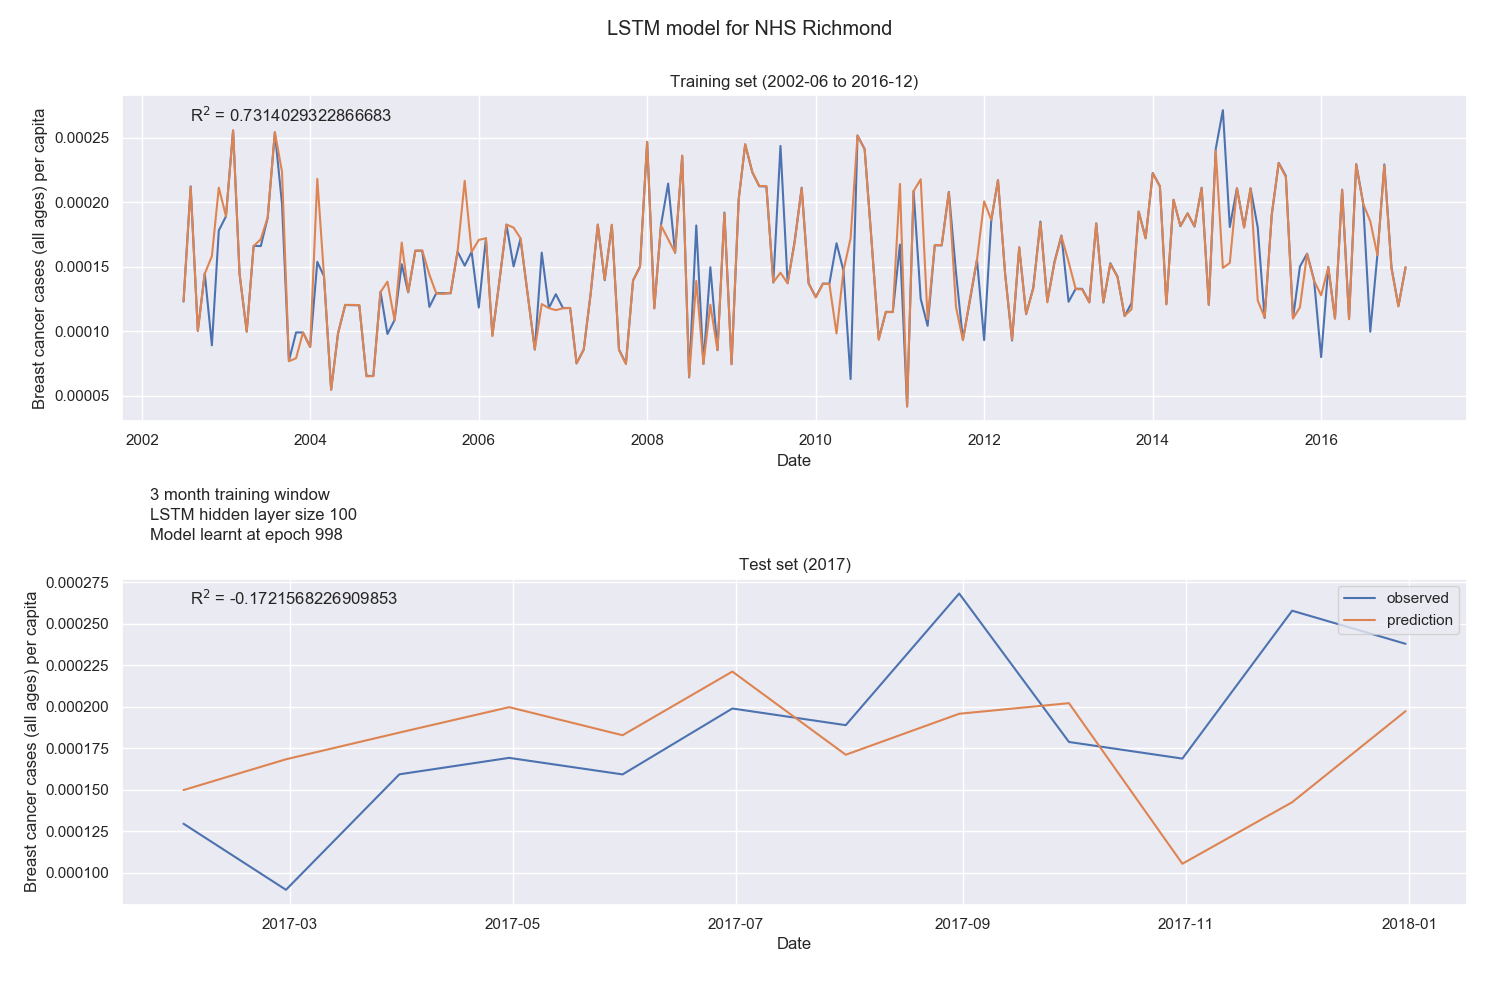 LSTM model for NHS Richmond
Training set (2002-06 to 2016-12)
R² = 0.7314029322866683
Breast cancer cases (all ages) per capita
0.00025
0.00020
0.00015
0.00010
0.00005
2002 2004 2006 2008 2010 2012 2014 2016
Date
3 month training window
LSTM hidden layer size 100
Model learnt at epoch 998
Test set (2017)
R² = -0.1721568226909853
observed
prediction
Breast cancer cases (all ages) per capita
0.000275
0.000250
0.000225
0.000200
0.000175
0.000150
0.000125
0.000100
2017-03 2017-05 2017-07 2017-09 2017-11 2018-01
Date